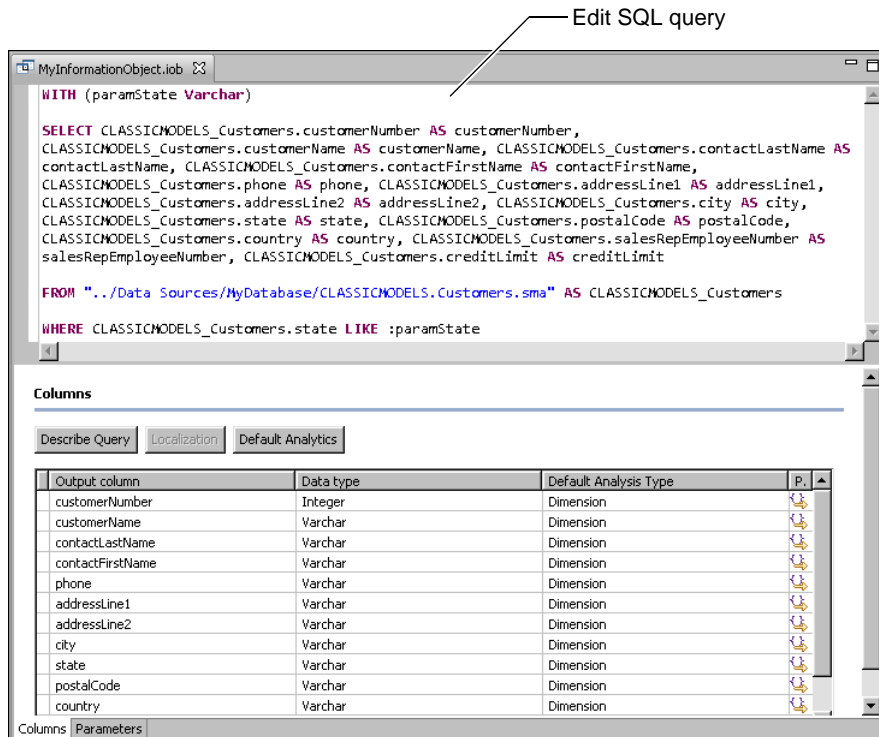 Edit SQL query
MyInformationObject.iob
WITH (paramState Varchar)
SELECT CLASSICMODELS_Customers.customerNumber AS customerNumber,
CLASSICMODELS_Customers.customerName AS customerName, CLASSICMODELS_Customers.contactLastName AS
contactLastName, CLASSICMODELS_Customers.contactFirstName AS contactFirstName,
CLASSICMODELS_Customers.phone AS phone, CLASSICMODELS_Customers.addressLine1 AS addressLine1,
CLASSICMODELS_Customers.addressLine2 AS addressLine2, CLASSICMODELS_Customers.city AS city,
CLASSICMODELS_Customers.state AS state, CLASSICMODELS_Customers.postalCode AS postalCode,
CLASSICMODELS_Customers.country AS country, CLASSICMODELS_Customers.salesRepEmployeeNumber AS
salesRepEmployeeNumber, CLASSICMODELS_Customers.creditLimit AS creditLimit
FROM "../Data Sources/MyDatabase/CLASSICMODELS.Customers.sma" AS CLASSICMODELS_Customers
WHERE CLASSICMODELS_Customers.state LIKE :paramState
Columns
Describe Query Localization Default Analytics
Output column Data type Default Analysis Type P.
customerNumber Integer Dimension
customerName Varchar Dimension
contactLastName Varchar Dimension
contactFirstName Varchar Dimension
phone Varchar Dimension
addressLine1 Varchar Dimension
addressLine2 Varchar Dimension
city Varchar Dimension
state Varchar Dimension
postalCode Varchar Dimension
country Varchar Dimension
Columns Parameters